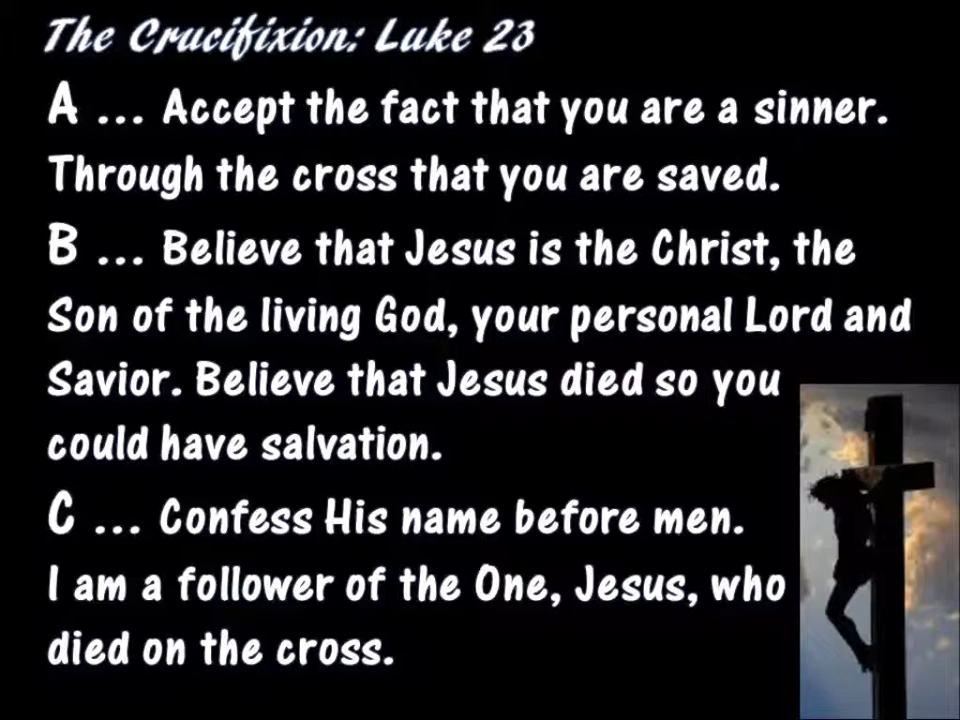 The Crucifixion: Luke 23
A ... Accept the fact that you are a sinner.
Through the cross that you are saved.
B ... Believe that Jesus is the Christ, the
Son of the living God, your personal Lord and
Savior. Believe that Jesus died so you
could have salvation.
C ... Confess His name before men.
I am a follower of the One, Jesus, who
died on the cross.